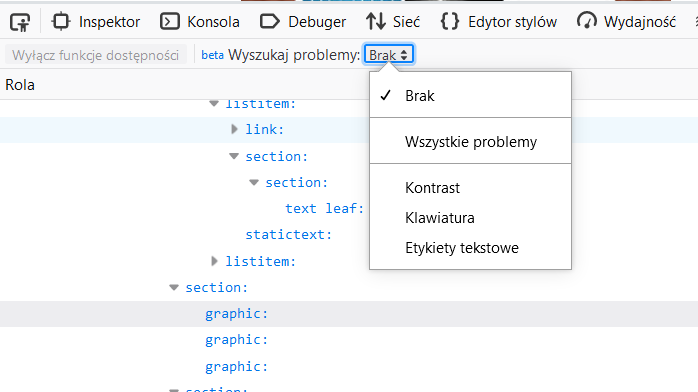 Inspektor Konsola Debuger Sieć Edytor stylów Wydajność
Wyłącz funkcje dostępności beta Wyszukaj problemy: Brak
Rola
Brak
Wszystkie problemy
Kontrast
Klawiatura
Etykiety tekstowe
listitem:
link:
section:
section:
text leaf:
statictext:
listitem:
section:
graphic:
graphic:
graphic:
section: